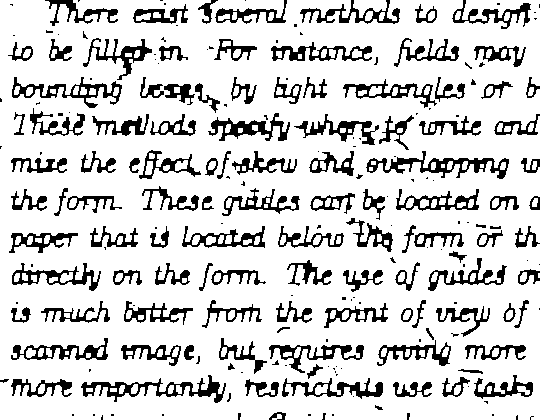 There exist several methods to design
to be filled in. For instance, fields may
bounding boxes, by light rectangles or
These methods specify where to write and
mize the effect of skew and overlapping
the form. These guides can be located on a
paper that is located below the form or
directly on the form. The use of guides on
is much better from the point of view of
scanned image, but requires giving more
more importantly, restricts its use to tasks